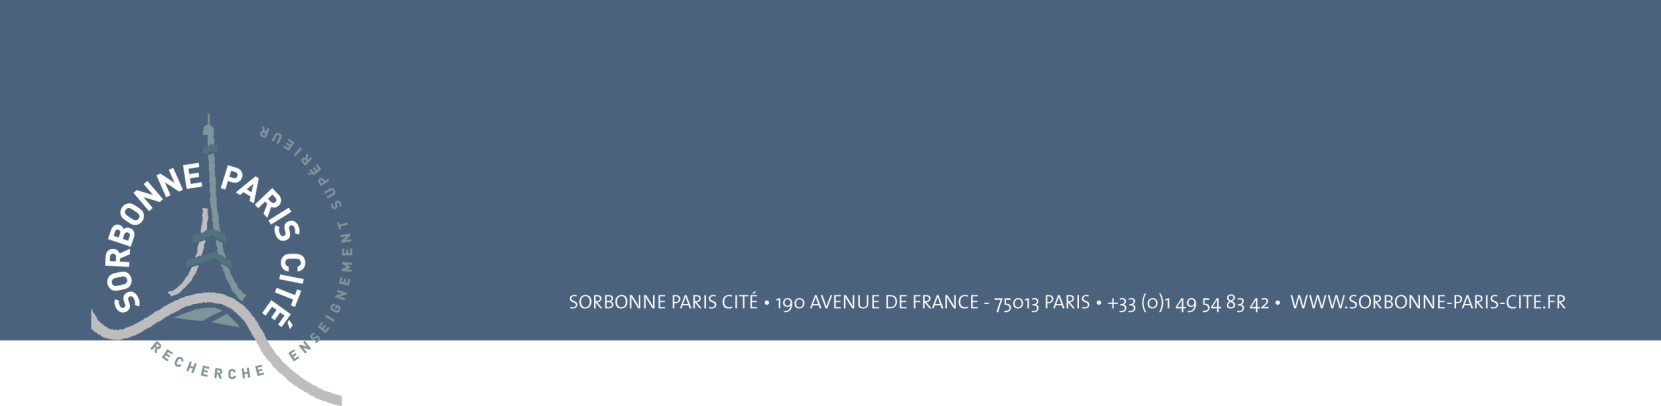 SORBONNE PARIS CITÉ
RECHERCHE ENSEIGNEMENT SUPÉRIEUR
SORBONNE PARIS CITÉ • 190 AVENUE DE FRANCE - 75013 PARIS • +33 (0)1 49 54 83 42 • WWW.SORBONNE-PARIS-CITE.FR